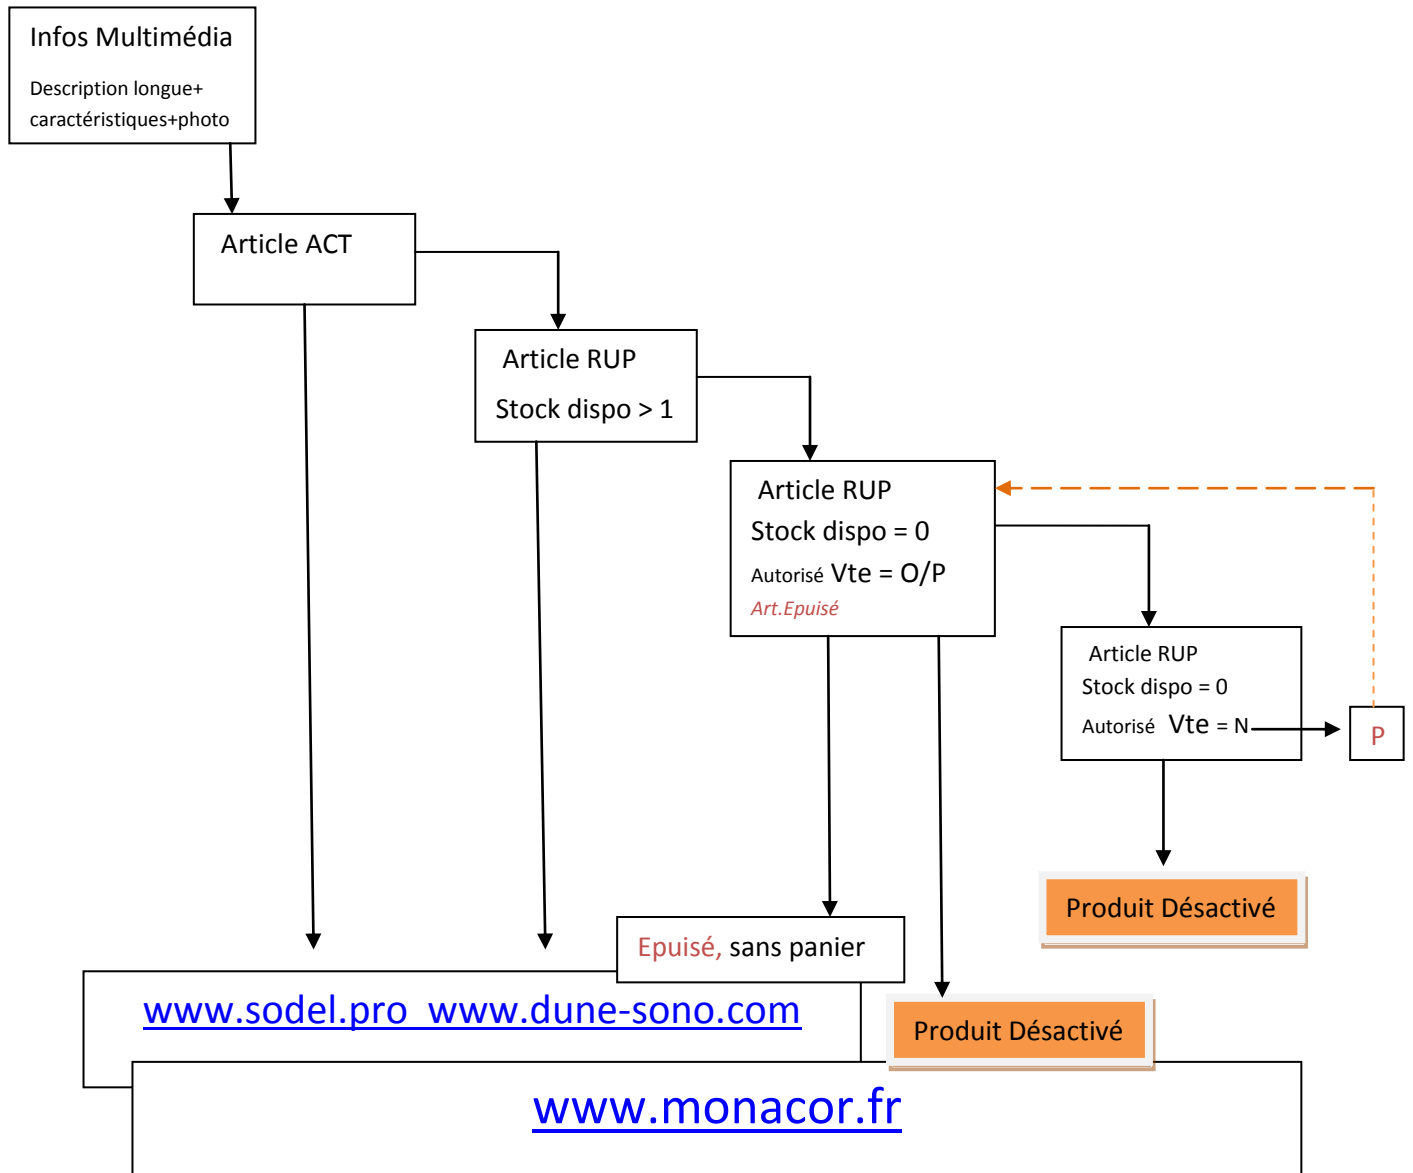 Infos Multimédia
Description longue+
caractéristiques+photo
Article ACT
Article RUP
Stock dispo > 1
Article RUP
Stock dispo = 0
Autorisé Vte = O/P
Art.Epuisé
Article RUP
Stock dispo = 0
Autorisé Vte = N
P
Produit Désactivé
Epuisé, sans panier
www.sodel.pro www.dune-sono.com
Produit Désactivé
www.monacor.fr